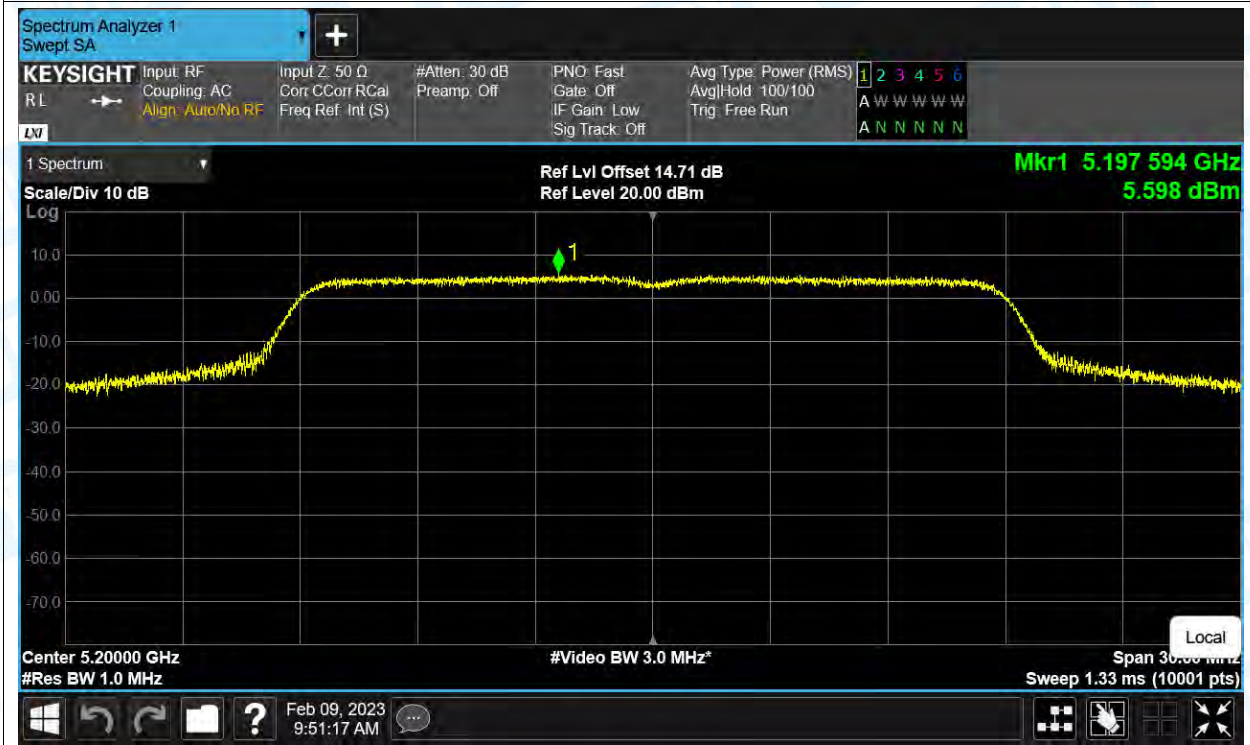 Spectrum Analyzer 1
Swept SA
+
KEYSIGHT
R L
LXI
Input: RF
Coupling: AC
Align: Auto/No RF
Input Z: 50 Ω
Corr CCorr RCal
Freq Ref: Int (S)
#Atten: 30 dB
Preamp: Off
PNO: Fast
Gate: Off
IF Gain: Low
Sig Track: Off
Avg Type: Power (RMS)
Avg|Hold: 100/100
Trig: Free Run
1 2 3 4 5 6
A W W W W W
A N N N N N
1 Spectrum
Scale/Div 10 dB
Log
Ref Lvl Offset 14.71 dB
Ref Level 20.00 dBm
Mkr1 5.197 594 GHz
5.598 dBm
1
10.0
0.00
-10.0
-20.0
-30.0
-40.0
-50.0
-60.0
-70.0
Local
Center 5.20000 GHz
#Res BW 1.0 MHz
#Video BW 3.0 MHz*
Span 30.00 MHz
Sweep 1.33 ms (10001 pts)
?
Feb 09, 2023
9:51:17 AM